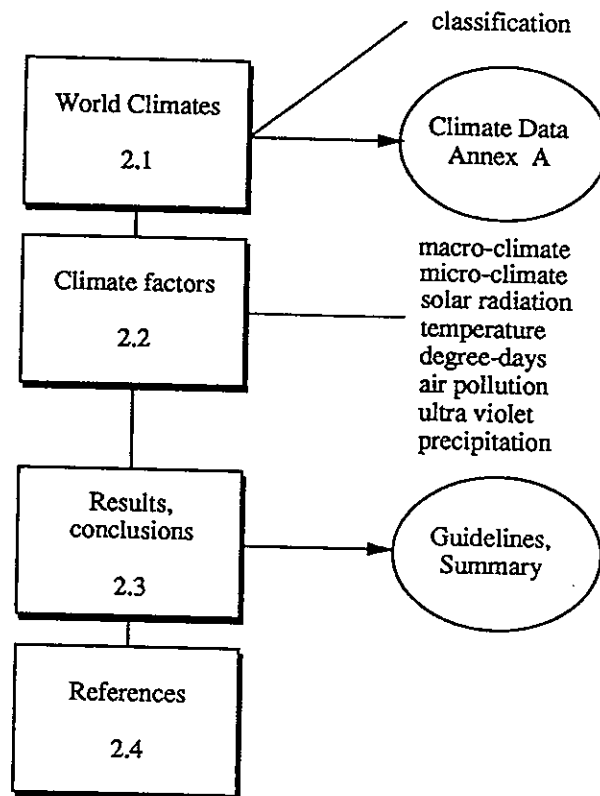 classification
World Climates
2.1
Climate Data
Annex A
Climate factors
2.2
macro-climate
micro-climate
solar radiation
temperature
degree-days
air pollution
ultra violet
precipitation
Results,
conclusions
2.3
Guidelines,
Summary
References
2.4